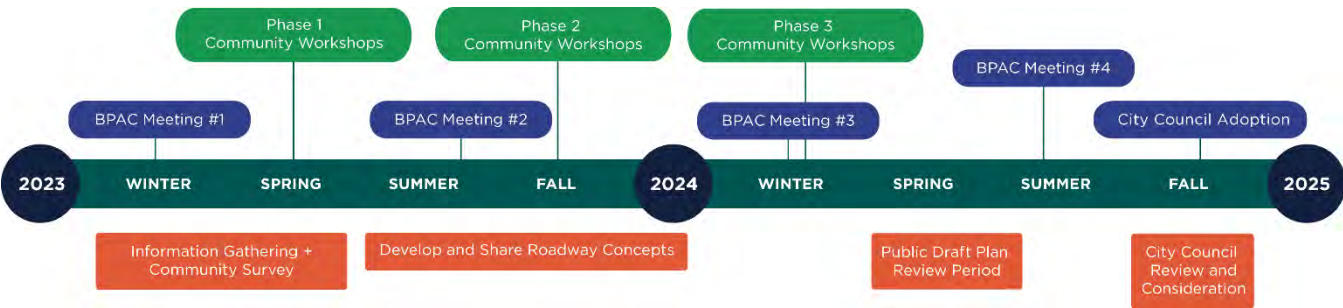 Phase 1
Community Workshops
Phase 2
Community Workshops
Phase 3
Community Workshops
BPAC Meeting #4
BPAC Meeting #1
BPAC Meeting #2
BPAC Meeting #3
City Council Adoption
2023
WINTER
SPRING
SUMMER
FALL
2024
WINTER
SPRING
SUMMER
FALL
2025
Information Gathering +
Community Survey
Develop and Share Roadway Concepts
Public Draft Plan
Review Period
City Council
Review and
Consideration